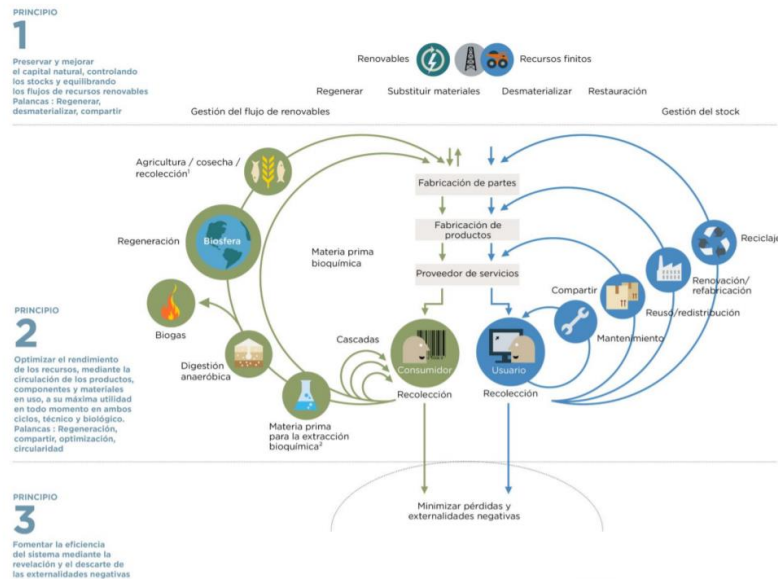 PRINCIPIO
1
Preservar y mejorar
el capital natural, controlando
los stocks y equilibrando
los flujos de recursos renovables
Palancas : Regenerar,
desmaterializar, compartir
Renovables
Recursos finitos
Regenerar
Substituir materiales
Desmaterializar
Restauración
Gestión del flujo de renovables
Gestión del stock
Agricultura / cosecha /
recolección¹
Regeneración
Biosfera
Biogas
Digestión
anaeróbica
Materia prima
bioquímica
Cascadas
Materia prima
para la extracción
bioquímica²
Fabricación de partes
Fabricación de
productos
Proveedor de servicios
Consumidor
Recolección
Usuario
Recolección
Compartir
Mantenimiento
Reuso/redistribución
Renovación/
refabricación
Reciclaje
PRINCIPIO
2
Optimizar el rendimiento
de los recursos, mediante la
circulación de los productos,
componentes y materiales
en uso, a su máxima utilidad
en todo momento en ambos
ciclos, técnico y biológico.
Palancas : Regeneración,
compartir, optimización,
circularidad
Minimizar pérdidas y
externalidades negativas
PRINCIPIO
3
Fomentar la eficiencia
del sistema mediante la
revelación y el descarte de
las externalidades negativas